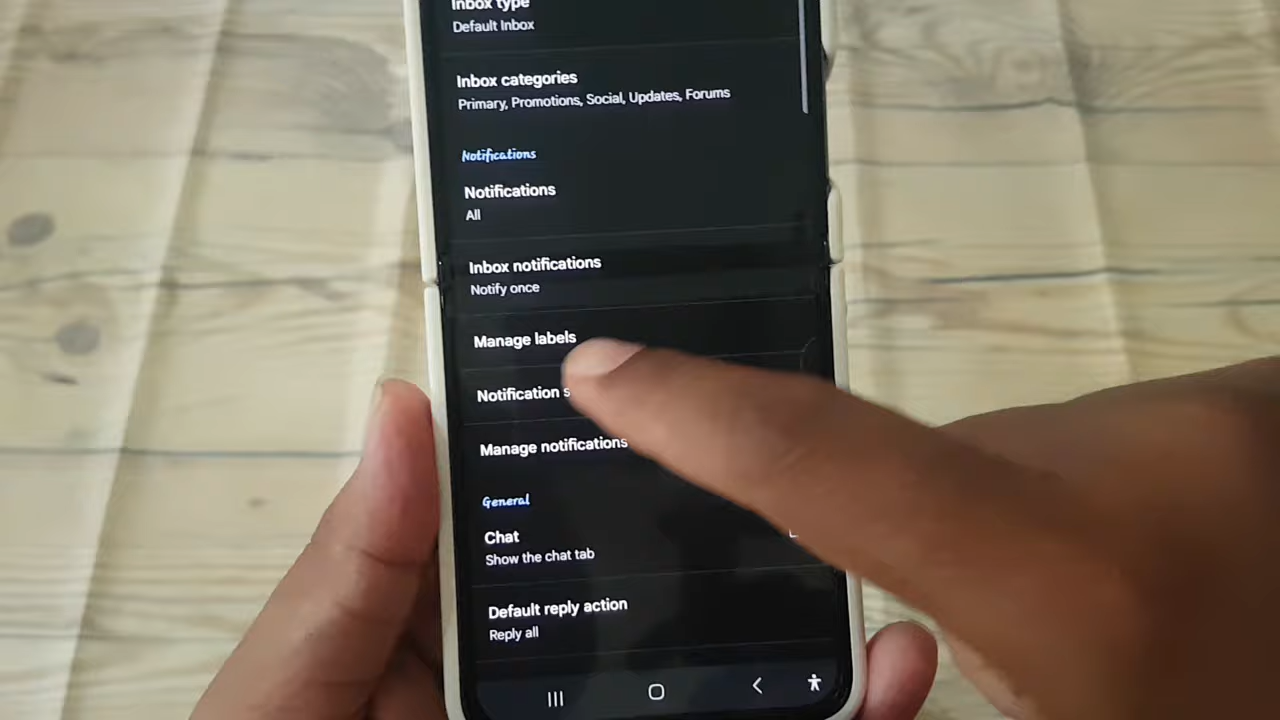 Inbox type
Default Inbox
Inbox categories
Primary, Promotions, Social, Updates, Forums
Notifications
Notifications
All
Inbox notifications
Notify once
Manage labels
Notification
Manage notifications
General
Chat
Show the chat tab
Default reply action
Reply all